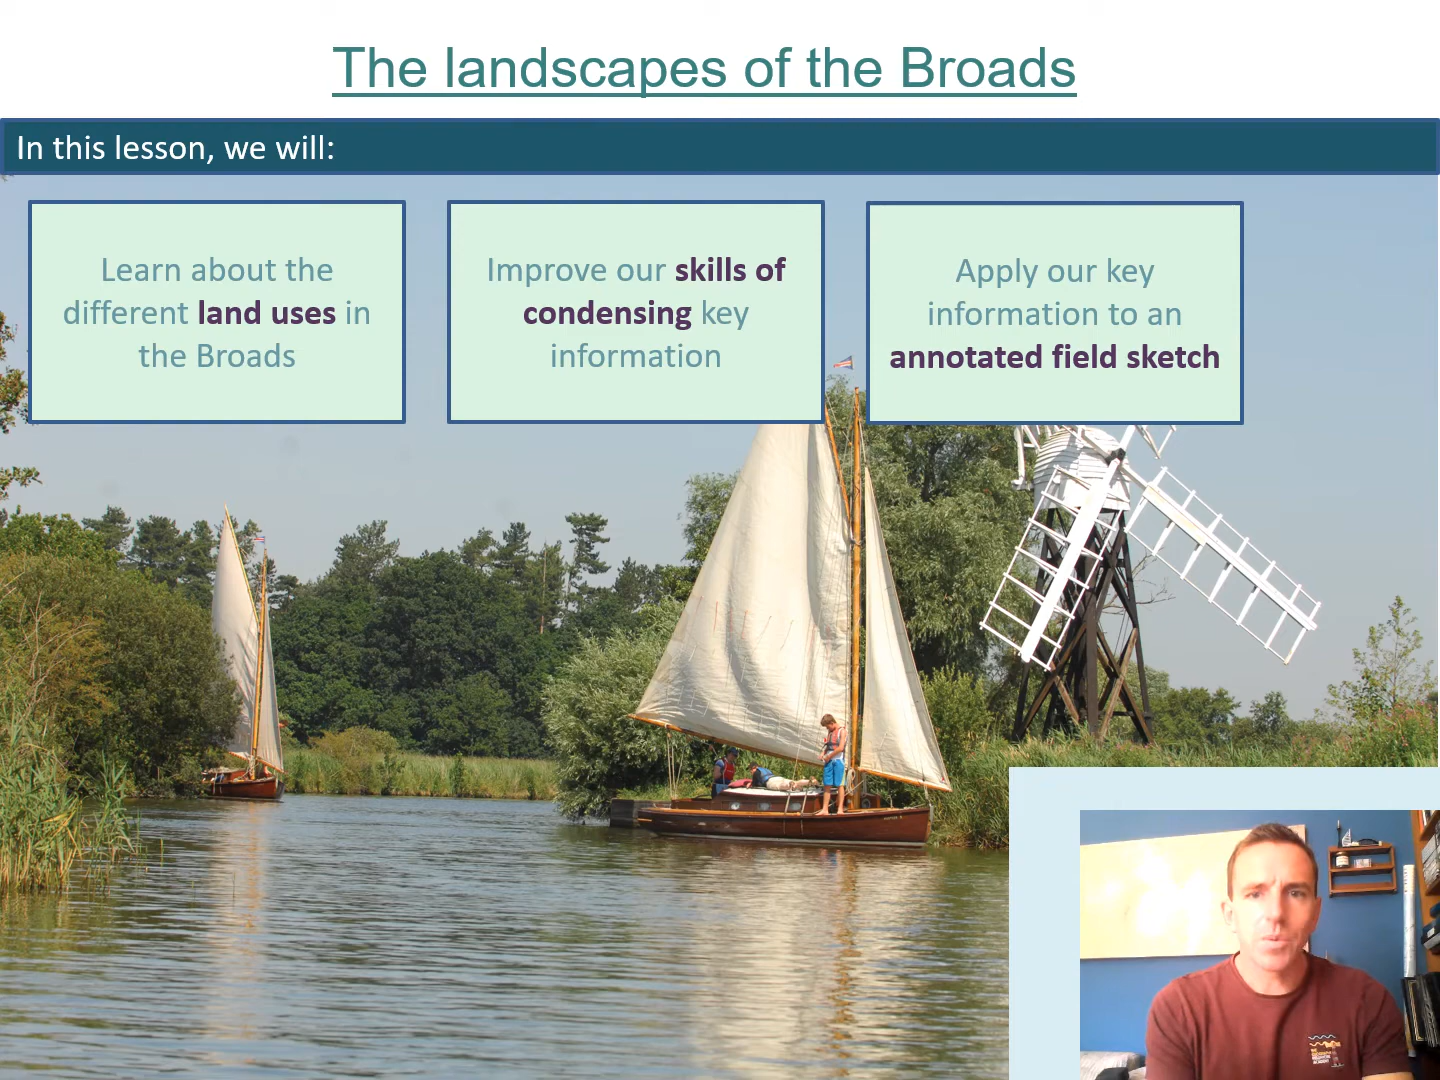 The landscapes of the Broads
In this lesson, we will:
Learn about the
different land uses in
the Broads
Improve our skills of
condensing key
information
Apply our key
information to an
annotated field sketch